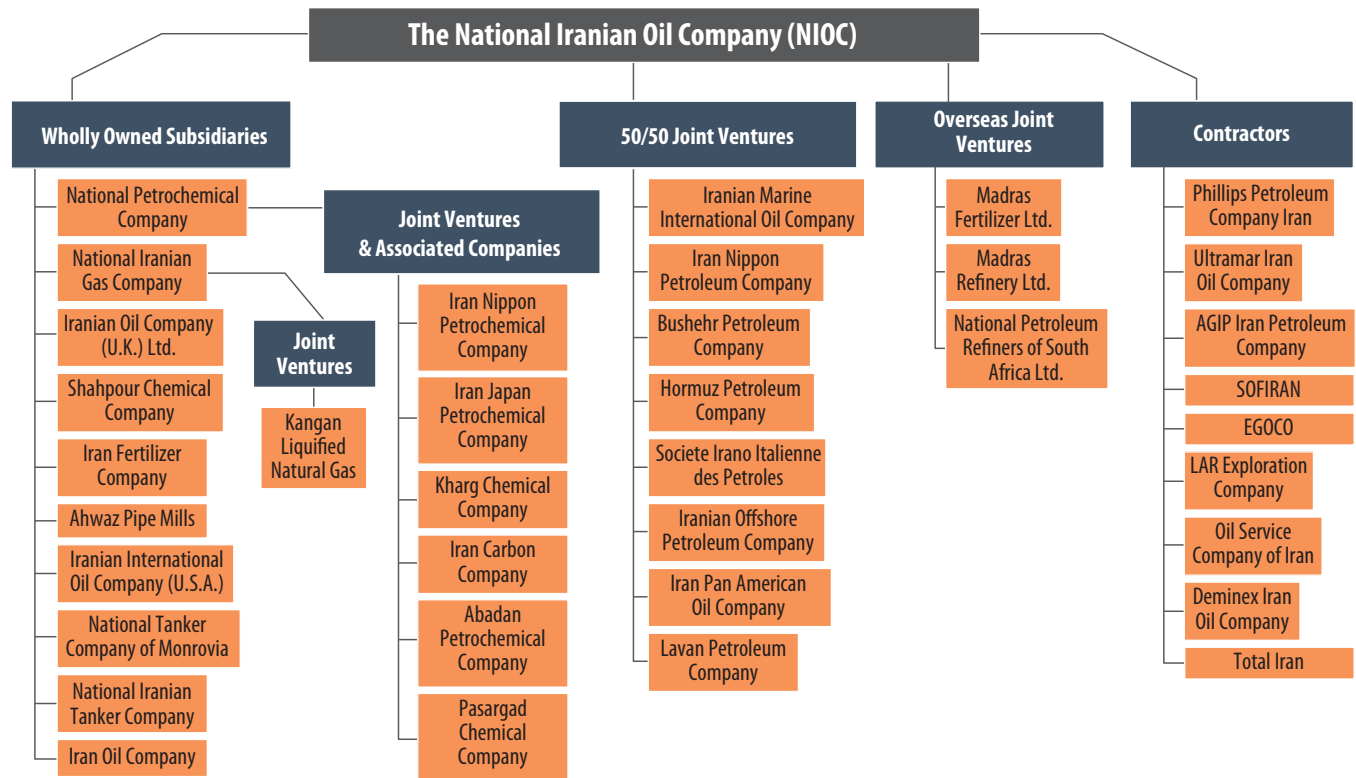 The National Iranian Oil Company (NIOC)
Wholly Owned Subsidiaries
National Petrochemical
Company
National Iranian
Gas Company
Iranian Oil Company
(U.K.) Ltd.
Shahpour Chemical
Company
Iran Fertilizer
Company
Ahwaz Pipe Mills
Iranian International
Oil Company (U.S.A.)
National Tanker
Company of Monrovia
National Iranian
Tanker Company
Iran Oil Company
Joint
Ventures
Kangan
Liquified
Natural Gas
Joint Ventures
& Associated Companies
Iran Nippon
Petrochemical
Company
Iran Japan
Petrochemical
Company
Kharg Chemical
Company
Iran Carbon
Company
Abadan
Petrochemical
Company
Pasargad
Chemical
Company
50/50 Joint Ventures
Iranian Marine
International Oil Company
Iran Nippon
Petroleum Company
Bushehr Petroleum
Company
Hormuz Petroleum
Company
Societe Irano Italienne
des Petroles
Iranian Offshore
Petroleum Company
Iran Pan American
Oil Company
Lavan Petroleum
Company
Overseas Joint
Ventures
Madras
Fertilizer Ltd.
Madras
Refinery Ltd.
National Petroleum
Refiners of South
Africa Ltd.
Contractors
Phillips Petroleum
Company Iran
Ultramar Iran
Oil Company
AGIP Iran Petroleum
Company
SOFIRAN
EGOCO
LAR Exploration
Company
Oil Service
Company of Iran
Deminex Iran
Oil Company
Total Iran